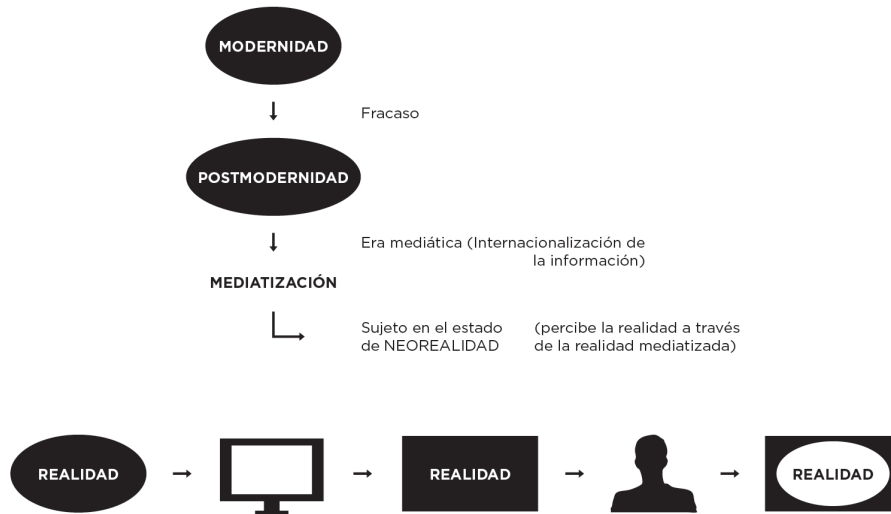 MODERNIDAD
Fracaso
POSTMODERNIDAD
Era mediática (Internacionalización de
la información)
MEDIATIZACIÓN
Sujeto en el estado (percibe la realidad a través
de NEOREALIDAD de la realidad mediatizada)
REALIDAD REALIDAD REALIDAD